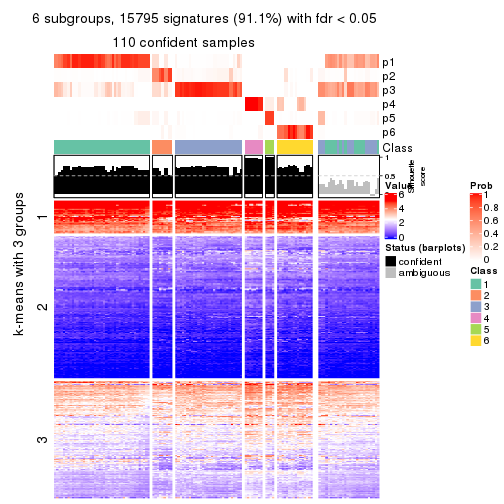 6 subgroups, 15795 signatures (91.1%) with fdr < 0.05
110 confident samples
p1
p2
p3
p4
p5
p6
Class
1
0.5
0
Silhouette
score
k-means with 3 groups
1
2
3
Value
6
4
2
0
Status (barplots)
confident
ambiguous
Prob
1
0.8
0.6
0.4
0.2
0
Class
1
2
3
4
5
6